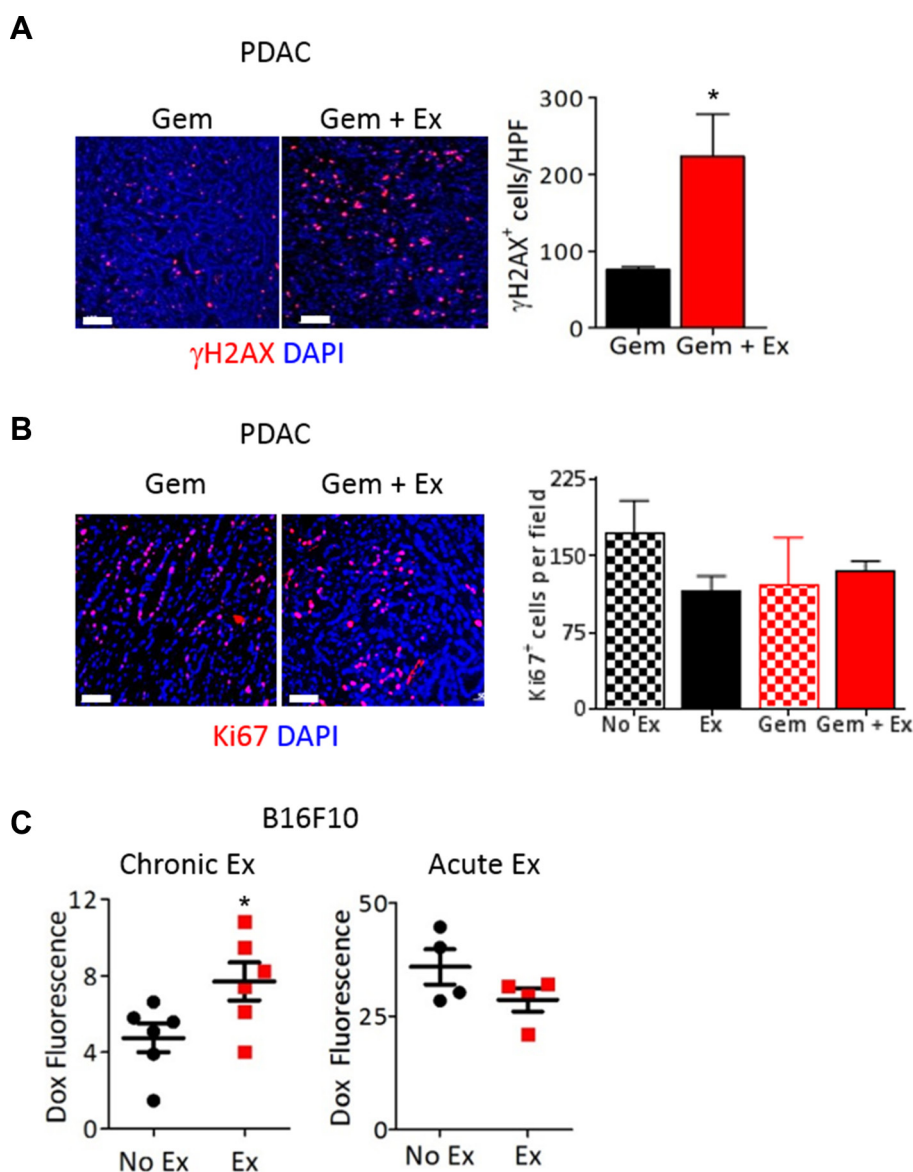 A
PDAC
Gem
Gem + Ex
γH2AX DAPI
γH2AX⁺ cells/HPF
300
200
100
0
*
Gem
Gem + Ex
B
PDAC
Gem
Gem + Ex
Ki67 DAPI
Ki67⁺ cells per field
225
150
75
0
No Ex
Ex
Gem
Gem + Ex
C
B16F10
Chronic Ex
Dox Fluorescence
12
8
4
0
*
No Ex
Ex
Acute Ex
Dox Fluorescence
50
25
0
No Ex
Ex